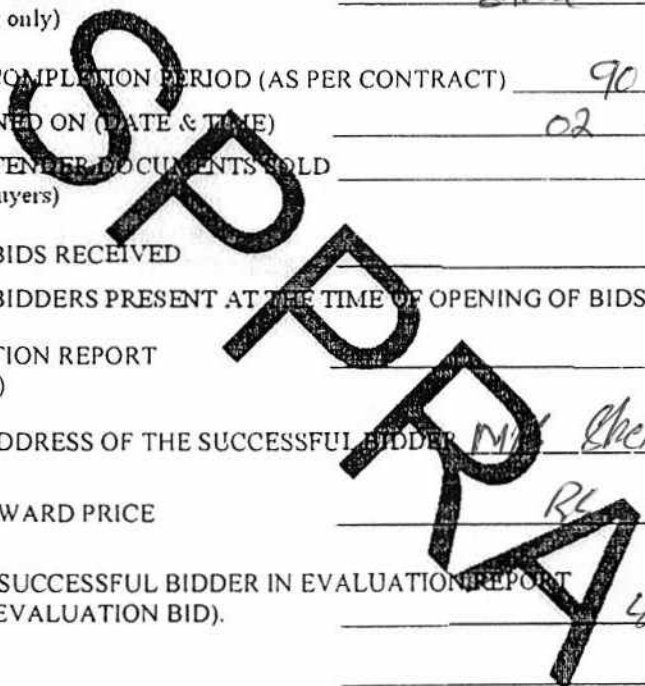 only)
COMPLETION PERIOD (AS PER CONTRACT) 90
NED ON (DATE & TIME) 02
TENDER DOCUMENTS SOLD
uyers)
BIDS RECEIVED
BIDDERS PRESENT AT THE TIME OF OPENING OF BIDS
TION REPORT
)
DDRESS OF THE SUCCESSFUL BIDDER M/s
WARD PRICE Rs
SUCCESSFUL BIDDER IN EVALUATION REPORT
EVALUATION BID).
SPPRA